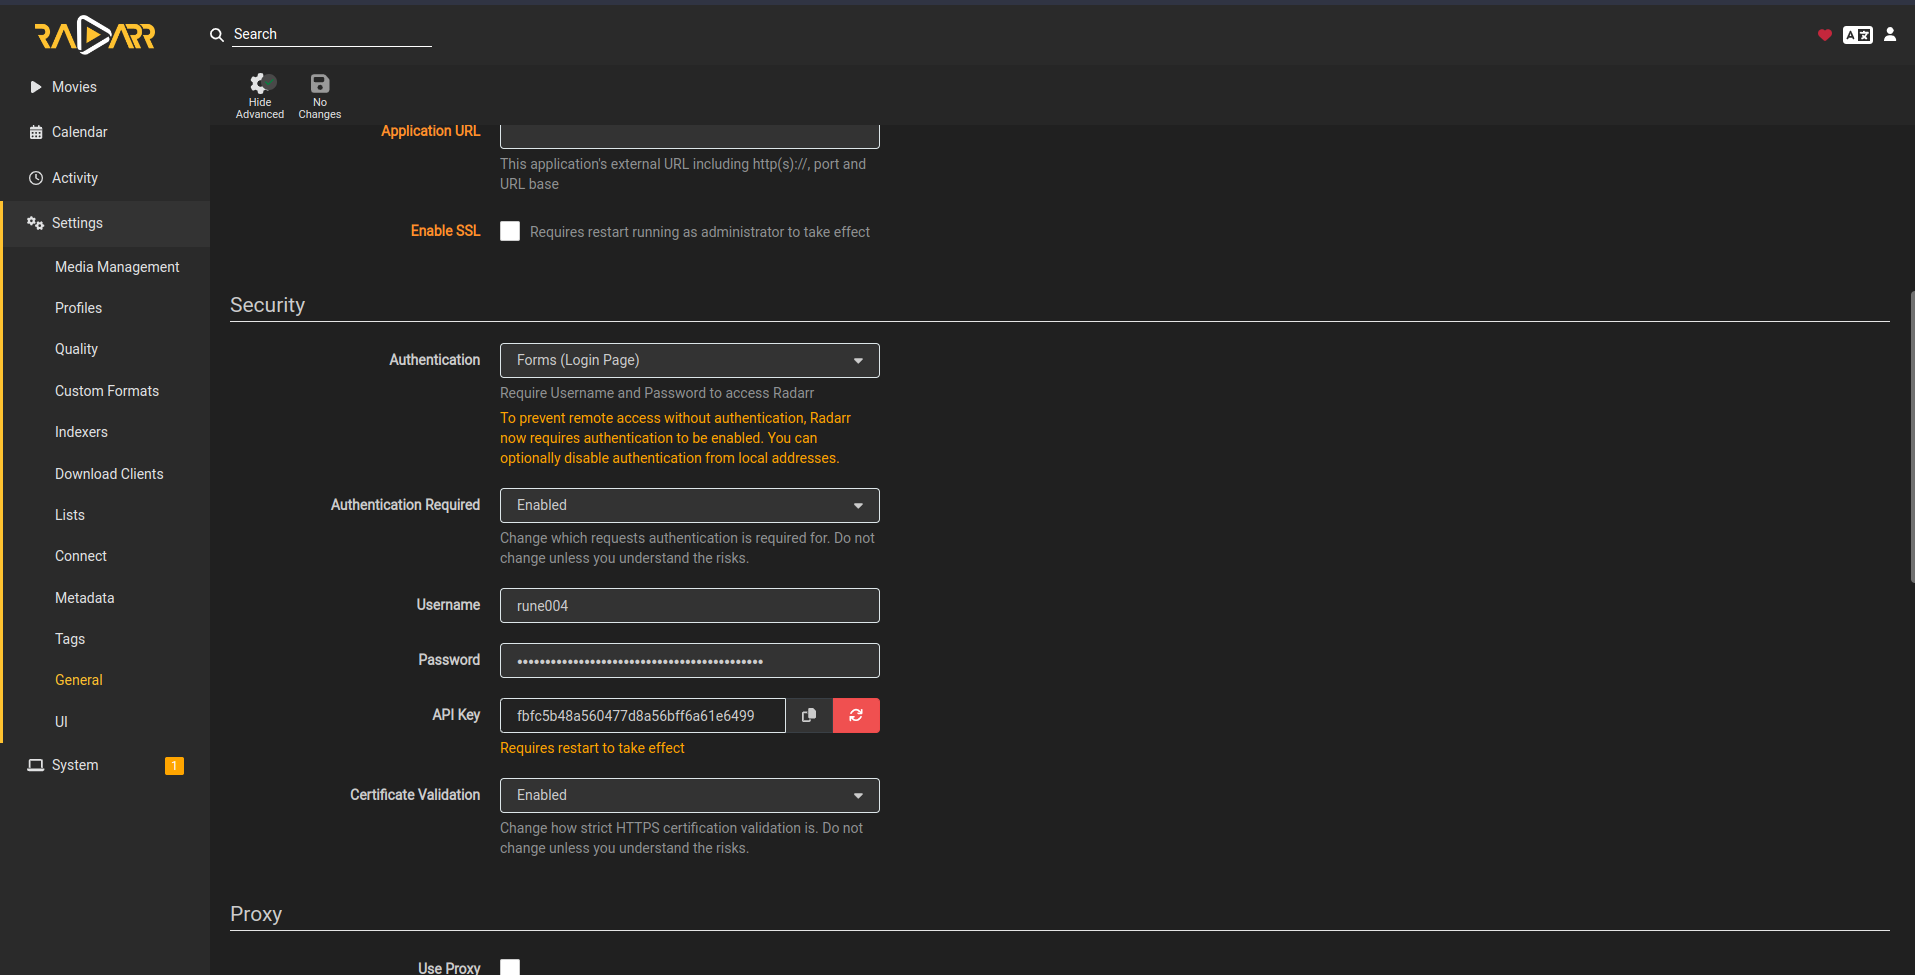 RADARR
Search
A
Movies
Calendar
Activity
Settings
Media Management
Profiles
Quality
Custom Formats
Indexers
Download Clients
Lists
Connect
Metadata
Tags
General
UI
System
1
Hide
Advanced
No
Changes
Application URL
This application's external URL including http(s)://, port and
URL base
Enable SSL
Requires restart running as administrator to take effect
Security
Authentication
Forms (Login Page)
Require Username and Password to access Radarr
To prevent remote access without authentication, Radarr
now requires authentication to be enabled. You can
optionally disable authentication from local addresses.
Authentication Required
Enabled
Change which requests authentication is required for. Do not
change unless you understand the risks.
Username
rune004
Password
••••••••••••••••••••••••••••••••••••••••••••
API Key
fbfc5b48a560477d8a56bff6a61e6499
Requires restart to take effect
Certificate Validation
Enabled
Change how strict HTTPS certification validation is. Do not
change unless you understand the risks.
Proxy
Use Proxy